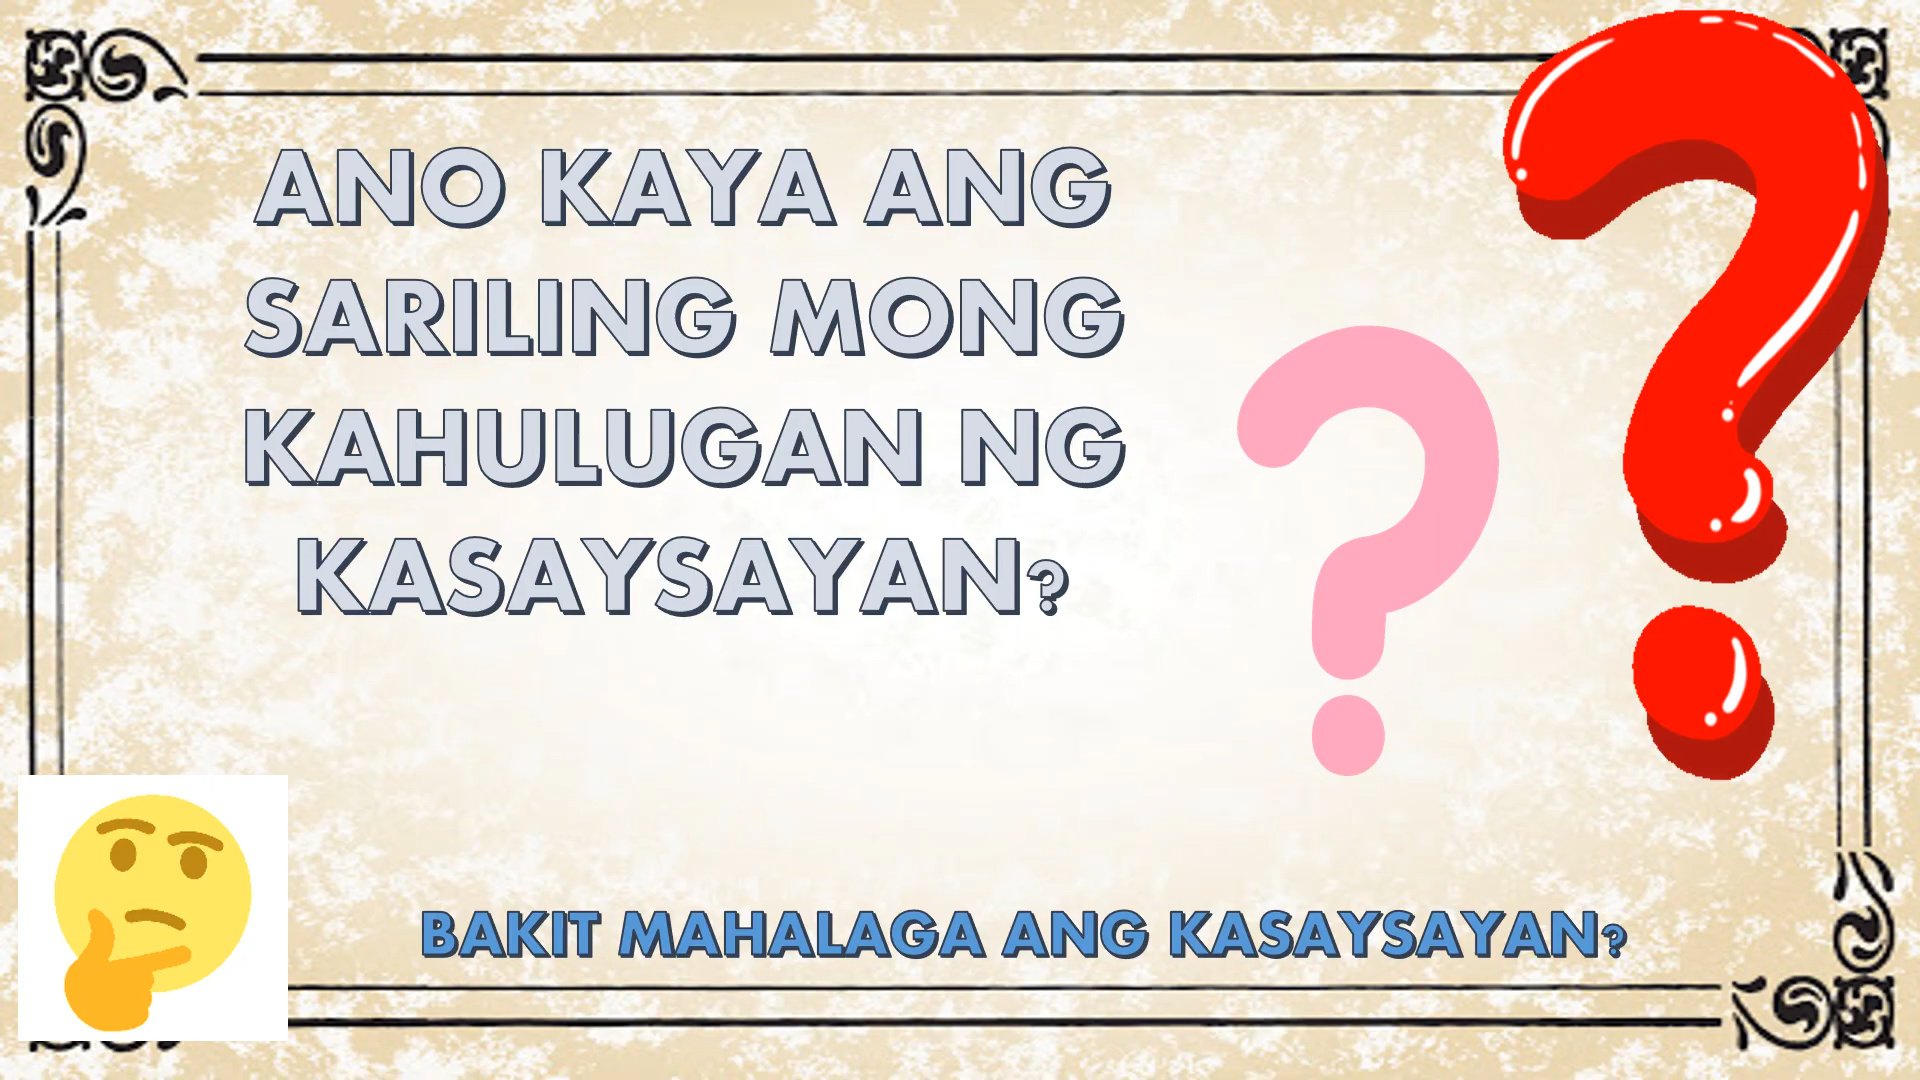 ANO KAYA ANG
SARILING MONG
KAHULUGAN NG
KASAYSAYAN?
BAKIT MAHALAGA ANG KASAYSAYAN?